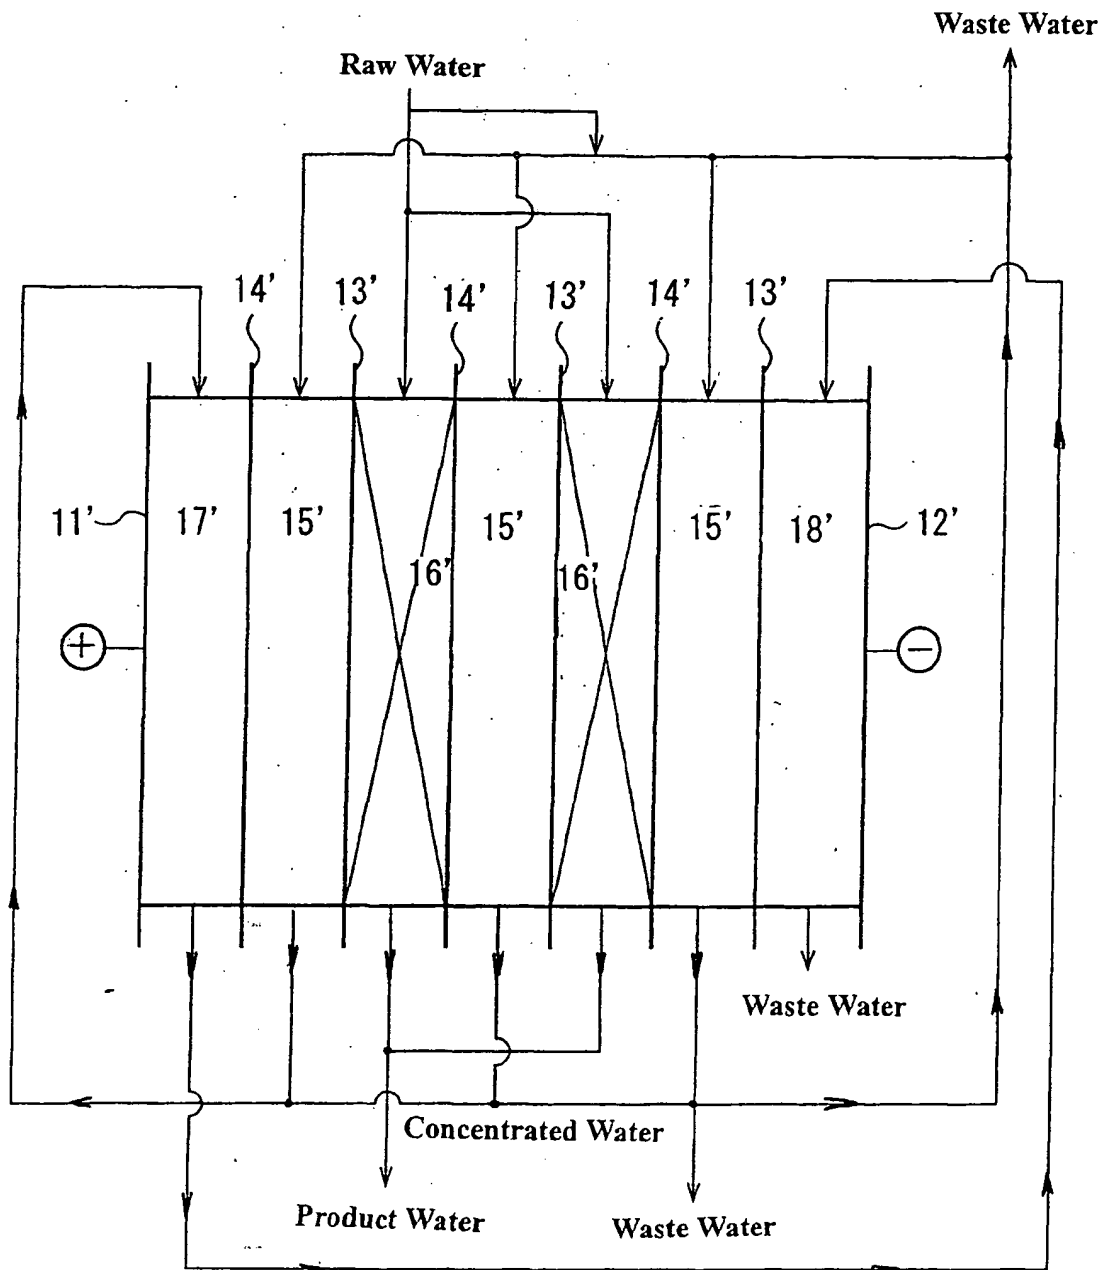 Waste Water
Raw Water
14' 13' 14' 13' 14' 13'
11' 17' 15' 15' 15' 18' 12'
16' 16'
+ −
Waste Water
Concentrated Water
Product Water
Waste Water